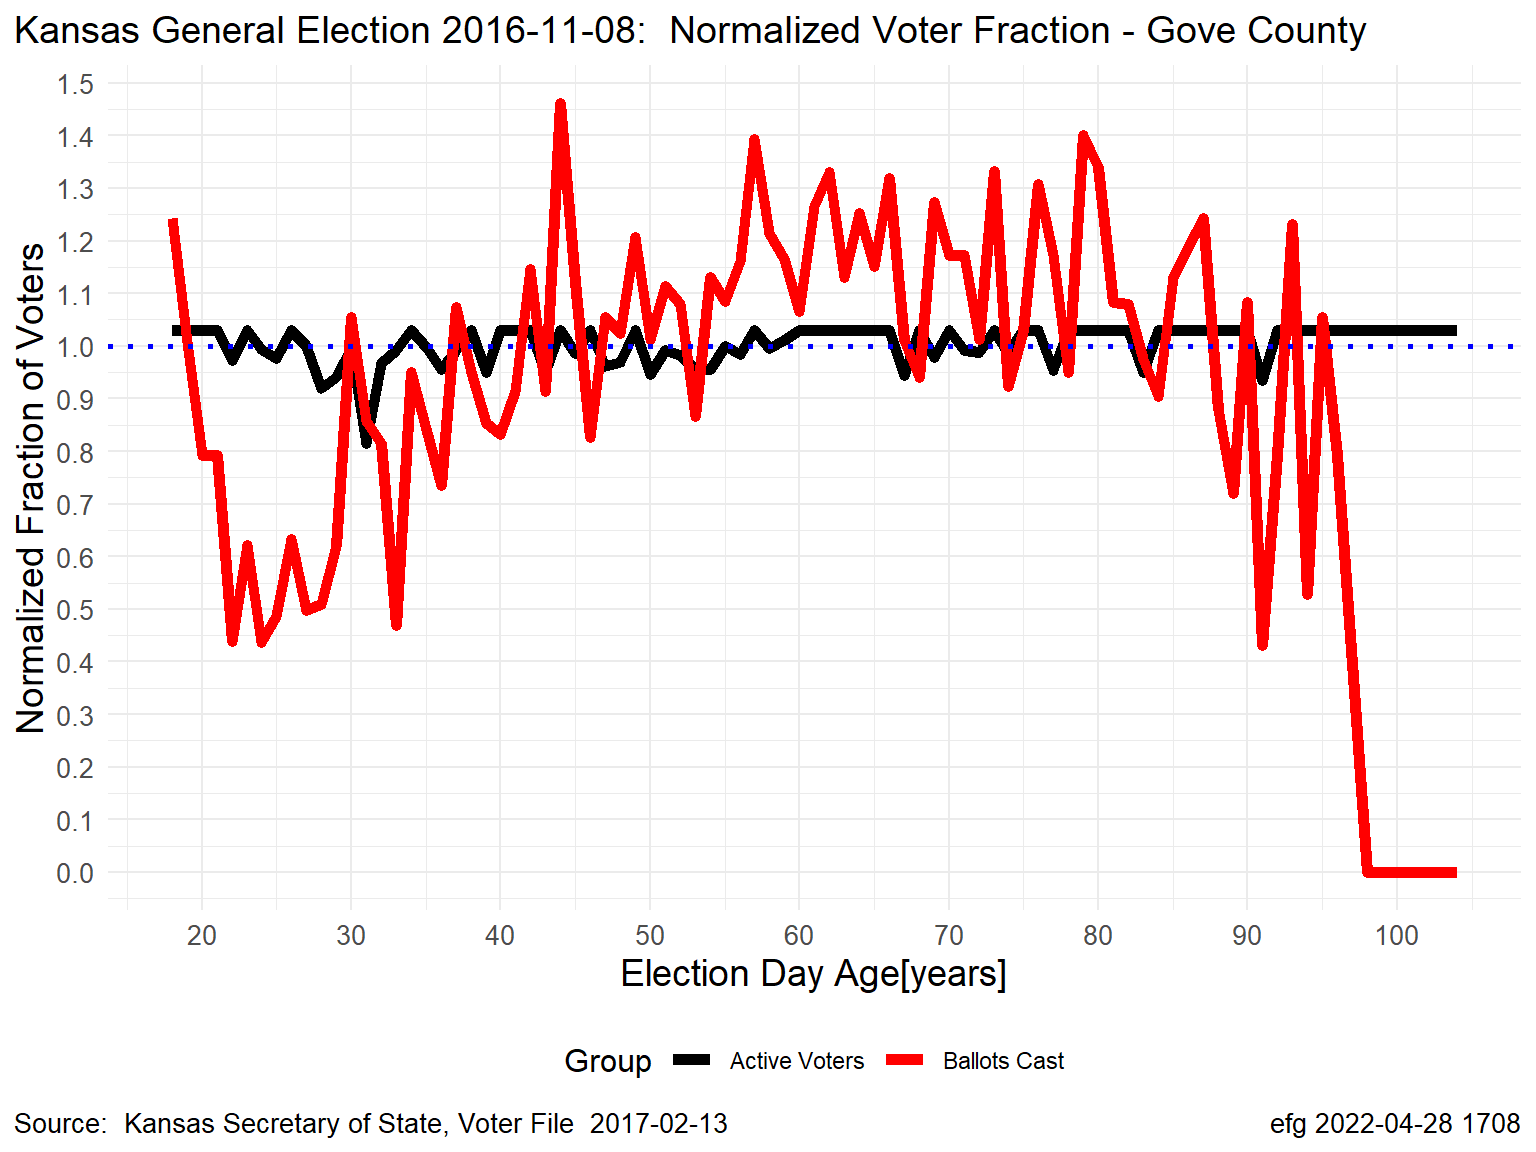 Kansas General Election 2016-11-08:  Normalized Voter Fraction - Gove County
Normalized Fraction of Voters
1.5
1.4
1.3
1.2
1.1
1.0
0.9
0.8
0.7
0.6
0.5
0.4
0.3
0.2
0.1
0.0
20 30 40 50 60 70 80 90 100
Election Day Age[years]
Group Active Voters Ballots Cast
Source:  Kansas Secretary of State, Voter File  2017-02-13
efg 2022-04-28 1708